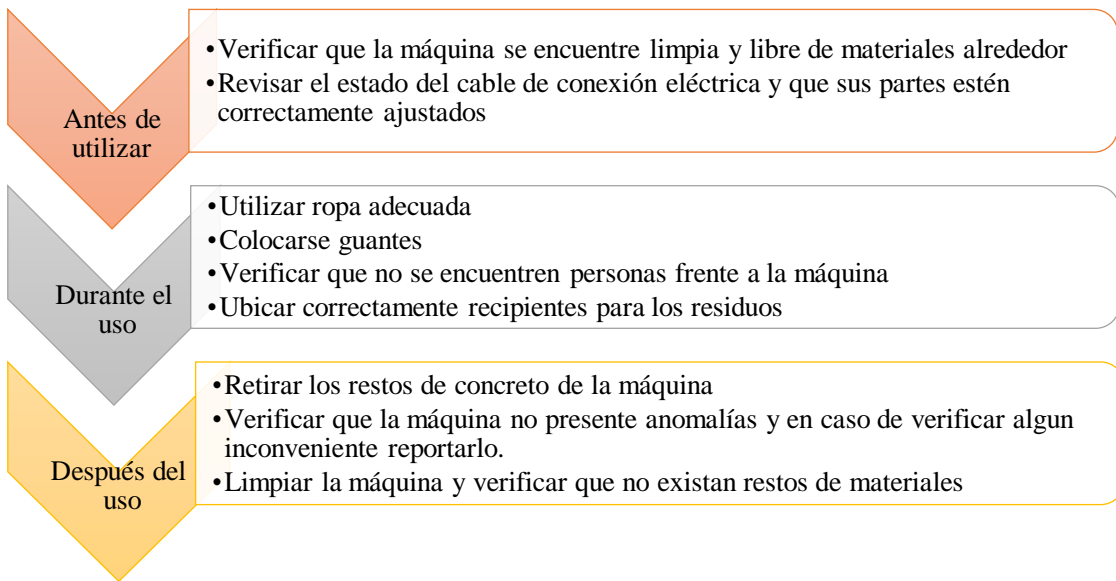 Antes de
utilizar
•Verificar que la máquina se encuentre limpia y libre de materiales alrededor
•Revisar el estado del cable de conexión eléctrica y que sus partes estén
correctamente ajustados
Durante el
uso
•Utilizar ropa adecuada
•Colocarse guantes
•Verificar que no se encuentren personas frente a la máquina
•Ubicar correctamente recipientes para los residuos
Después del
uso
•Retirar los restos de concreto de la máquina
•Verificar que la máquina no presente anomalías y en caso de verificar algun
inconveniente reportarlo.
•Limpiar la máquina y verificar que no existan restos de materiales